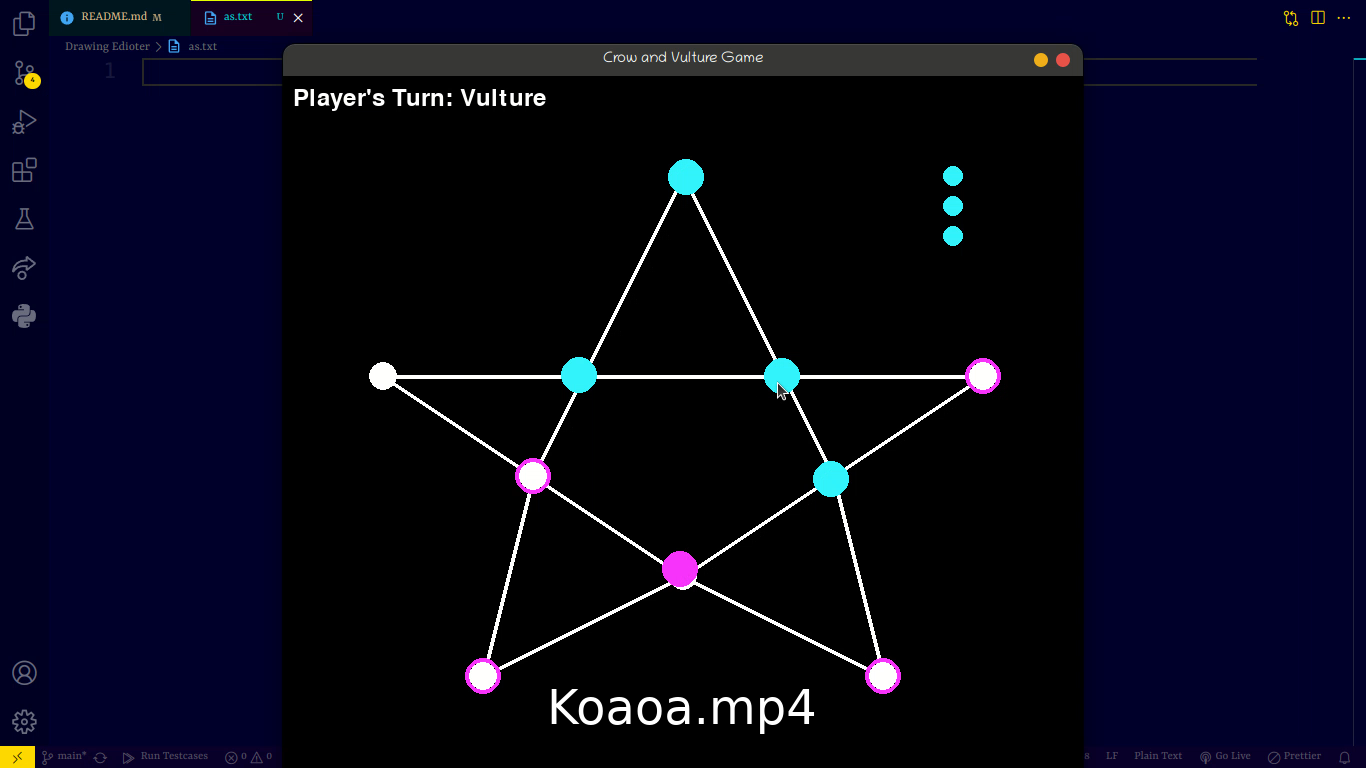 README.md M
as.txt U
Drawing Edioter > as.txt
4
1
Crow and Vulture Game
Player's Turn: Vulture
Koaoa.mp4
main*
Run Testcases
0
0
8
LF
Plain Text
Go Live
Prettier